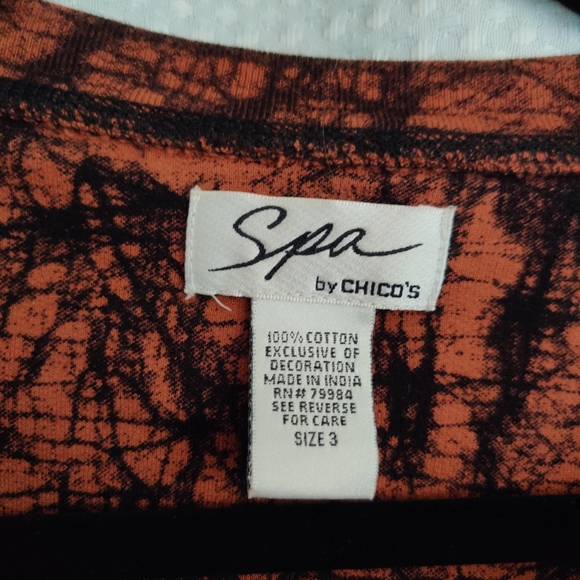 Spa
by CHICO'S
100% COTTON
EXCLUSIVE OF
DECORATION
MADE IN INDIA
RN# 79984
SEE REVERSE
FOR CARE
SIZE 3